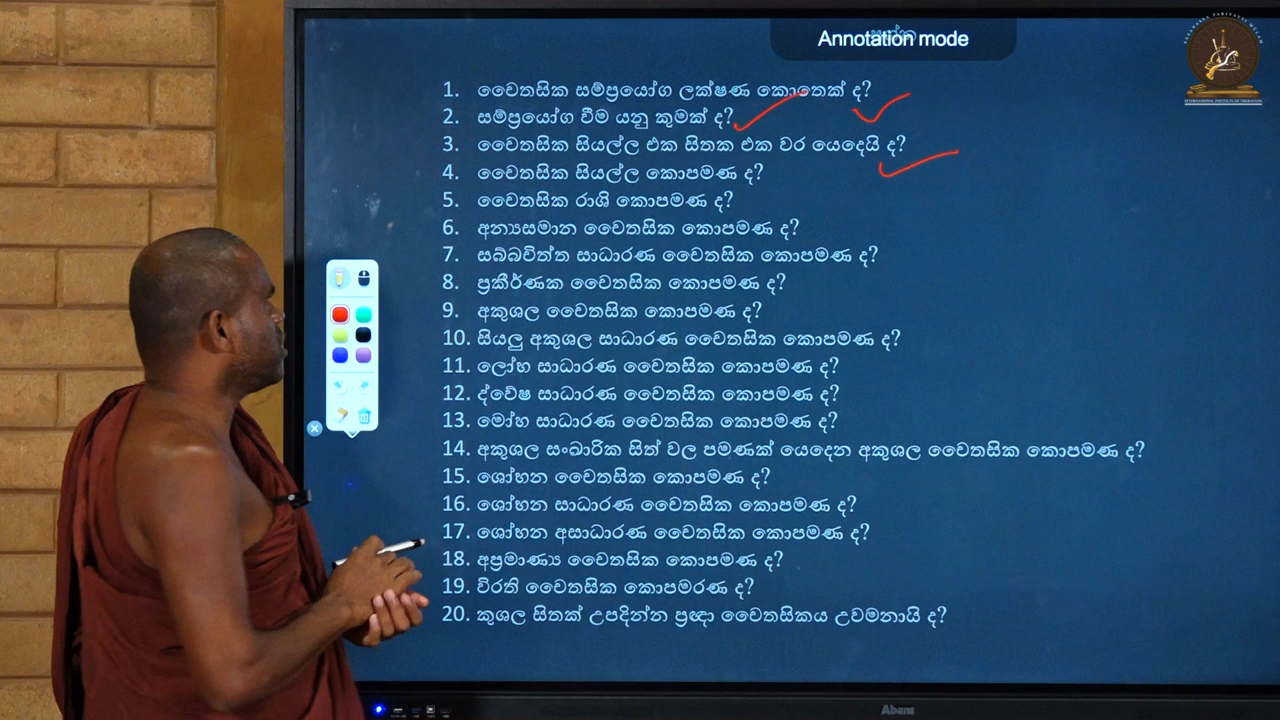 Annotation mode
1. චෛතසික සම්ප්‍රයෝග ලක්ෂණ කොතෙක් ද?
2. සම්ප්‍රයෝග වීම යනු කුමක් ද?
3. චෛතසික සියල්ල එක සිතක එක වර යෙදෙයි ද?
4. චෛතසික සියල්ල කොපමණ ද?
5. චෛතසික රාශි කොපමණ ද?
6. අන්‍යසමාන චෛතසික කොපමණ ද?
7. සබ්බචිත්ත සාධාරණ චෛතසික කොපමණ ද?
8. ප්‍රකීර්ණක චෛතසික කොපමණ ද?
9. අකුශල චෛතසික කොපමණ ද?
10. සියලු අකුශල සාධාරණ චෛතසික කොපමණ ද?
11. ලෝභ සාධාරණ චෛතසික කොපමණ ද?
12. ද්වේෂ සාධාරණ චෛතසික කොපමණ ද?
13. මෝහ සාධාරණ චෛතසික කොපමණ ද?
14. අකුශල සංඛාරික සිත් වල පමණක් යෙදෙන අකුශල චෛතසික කොපමණ ද?
15. ශෝභන චෛතසික කොපමණ ද?
16. ශෝභන සාධාරණ චෛතසික කොපමණ ද?
17. ශෝභන අසාධාරණ චෛතසික කොපමණ ද?
18. අප්‍රමාණ්‍ය චෛතසික කොපමණ ද?
19. විරති චෛතසික කොපමරණ ද?
20. කුශල සිතක් උපදින්න ප්‍රඥා චෛතසිකය උවමනායි ද?
Abans